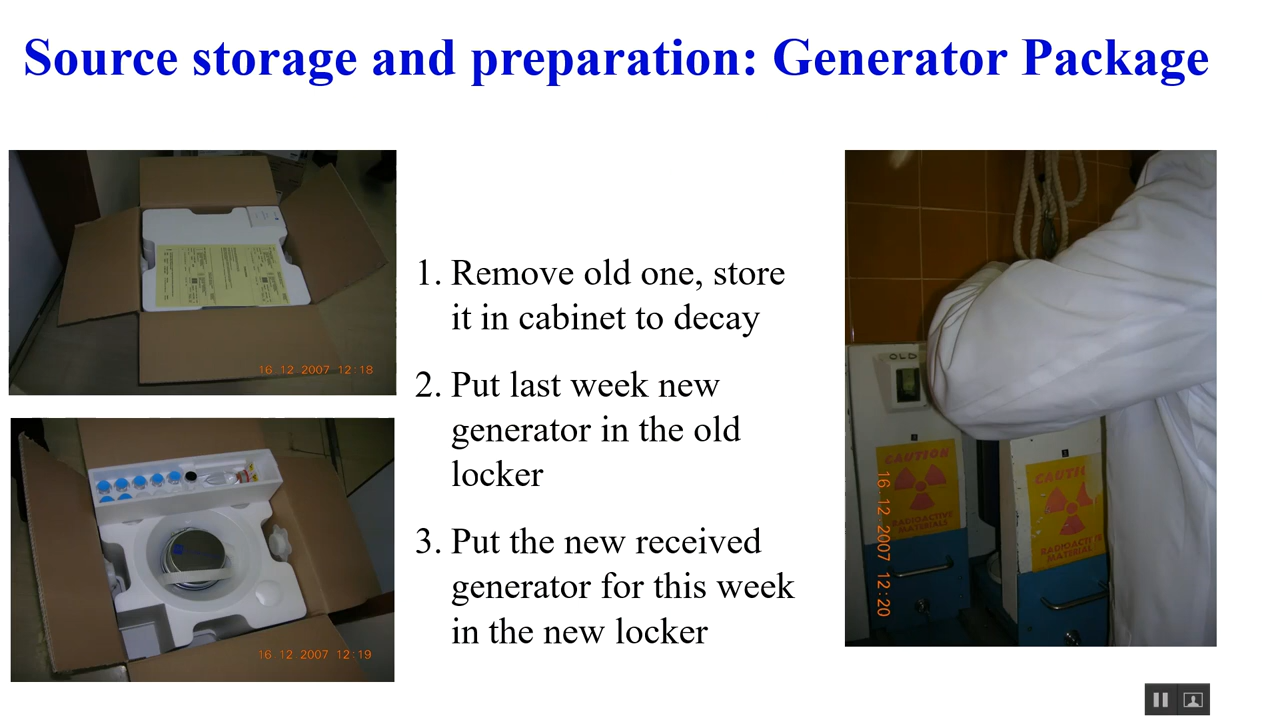 Source storage and preparation: Generator Package
16 12 2007 12:18
1. Remove old one, store
it in cabinet to decay
2. Put last week new
generator in the old
locker
3. Put the new received
generator for this week
in the new locker
16 12 2007 12:19
OLD
CAUTION
RADIOACTIVE
MATERIALS
CAUTI
RADIOACTIV
MATERIAL
16 12 2007 12:20